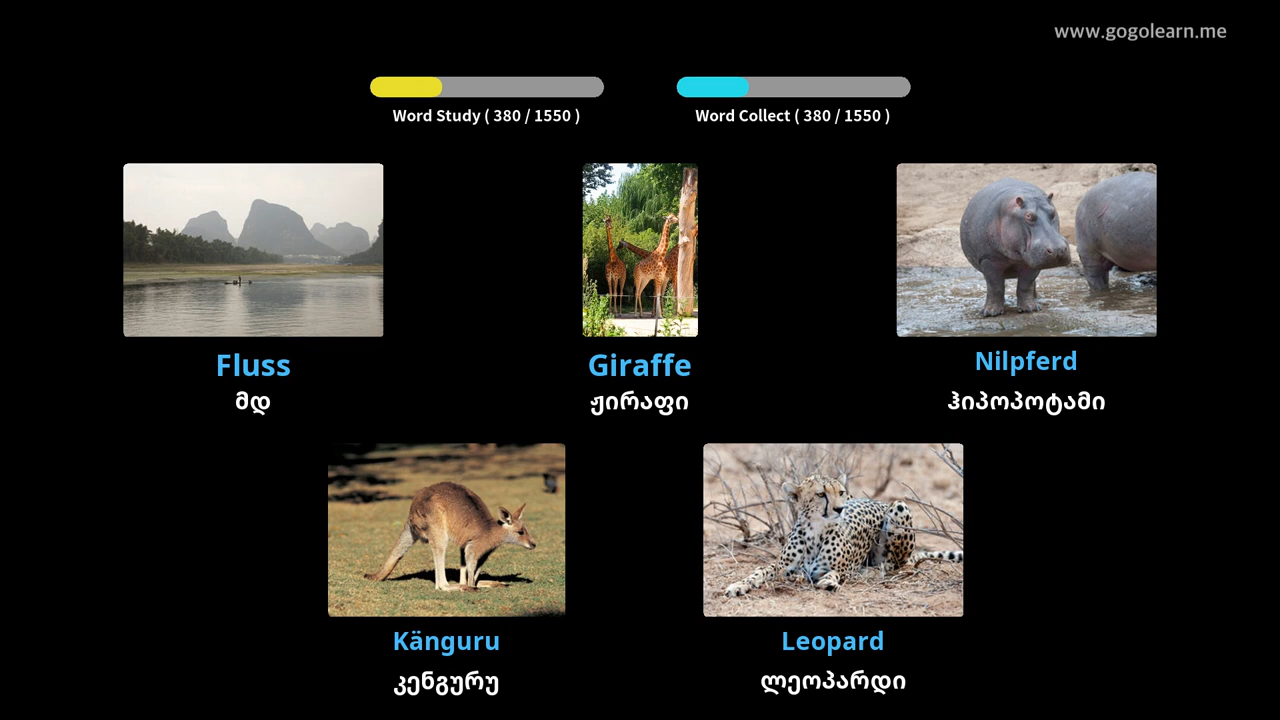 www.gogolearn.me
Word Study ( 380 / 1550 )
Word Collect ( 380 / 1550 )
Fluss
Giraffe
Nilpferd
მდ
ჟირაფი
ჰიპოპოტამი
Känguru
Leopard
კენგურუ
ლეოპარდი